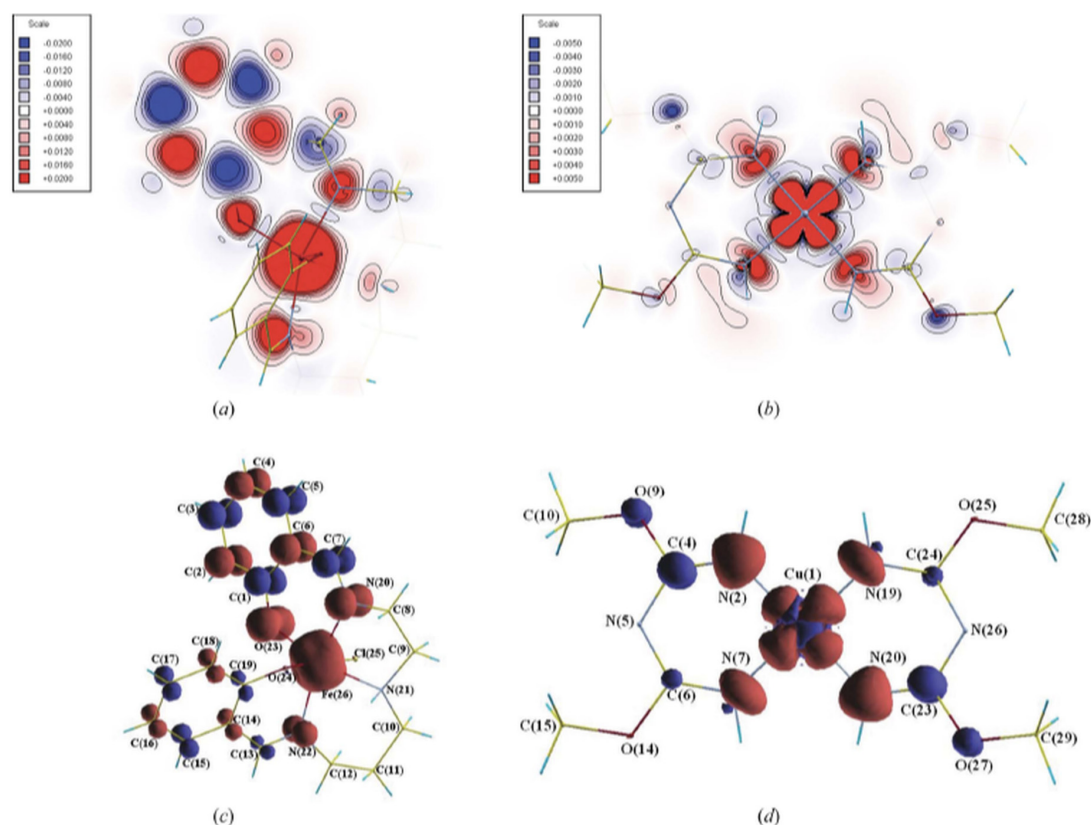 Scale
-0.0200
-0.0160
-0.0120
-0.0080
-0.0040
+0.0000
+0.0040
+0.0080
+0.0120
+0.0160
+0.0200
(a)
Scale
-0.0050
-0.0040
-0.0030
-0.0020
-0.0010
+0.0000
+0.0010
+0.0020
+0.0030
+0.0040
+0.0050
(b)
C(4)
C(5)
C(3)
C(6)
C(7)
C(2)
N(20)
C(1)
C(8)
O(23)
C(18)
C(17)
C(19)
Cl(25)
C(9)
O(24)
Fe(26)
N(21)
C(14)
C(16)
C(10)
C(15)
C(13)
N(22)
C(12)
C(11)
(c)
O(9)
O(25)
C(10)
C(28)
C(4)
C(24)
Cu(1)
N(2)
N(19)
N(5)
N(26)
N(7)
N(20)
C(6)
C(23)
C(15)
C(29)
O(14)
O(27)
(d)